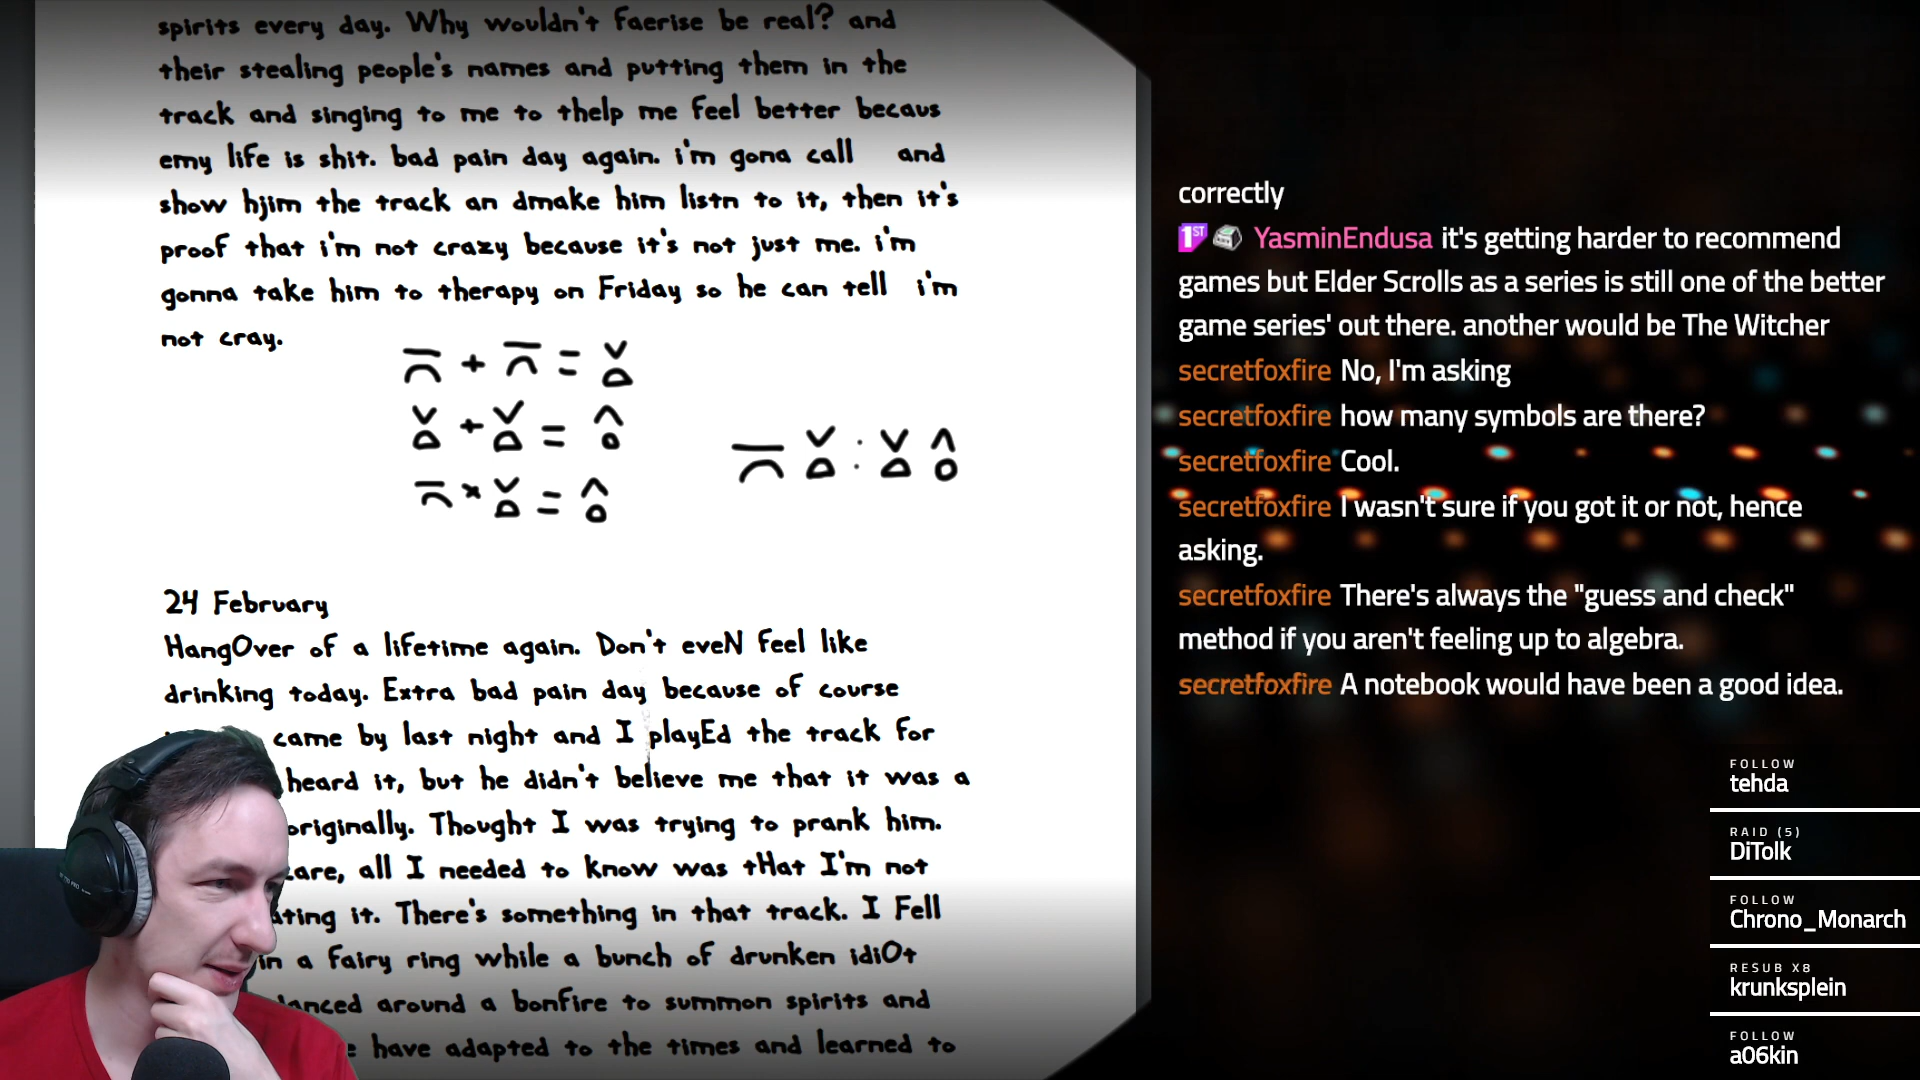 spirits every day. Why wouldn't faerise be real? and
their stealing people's names and putting them in the
track and singing to me to thelp me feel better becaus
emy life is shit. bad pain day again. i'm gona call and
show hjim the track an dmake him listn to it, then it's
proof that i'm not crazy because it's not just me. i'm
gonna take him to therapy on Friday so he can tell i'm
not cray.
24 February
HangOver of a lifetime again. Don't eveN feel like
drinking today. Extra bad pain day because of course
came by last night and I playEd the track for
heard it, but he didn't believe me that it was a
originally. Thought I was trying to prank him.
care, all I needed to know was tHat I'm not
ating it. There's something in that track. I Fell
in a fairy ring while a bunch of drunken idiOt
danced around a bonfire to summon spirits and
have adapted to the times and learned to
correctly
1ST YasminEndusa it's getting harder to recommend
games but Elder Scrolls as a series is still one of the better
game series' out there. another would be The Witcher
secretfoxfire No, I'm asking
secretfoxfire how many symbols are there?
secretfoxfire Cool.
secretfoxfire I wasn't sure if you got it or not, hence
asking.
secretfoxfire There's always the "guess and check"
method if you aren't feeling up to algebra.
secretfoxfire A notebook would have been a good idea.
FOLLOW
tehda
RAID (5)
DiTolk
FOLLOW
Chrono_Monarch
RESUB X8
krunksplein
FOLLOW
a06kin